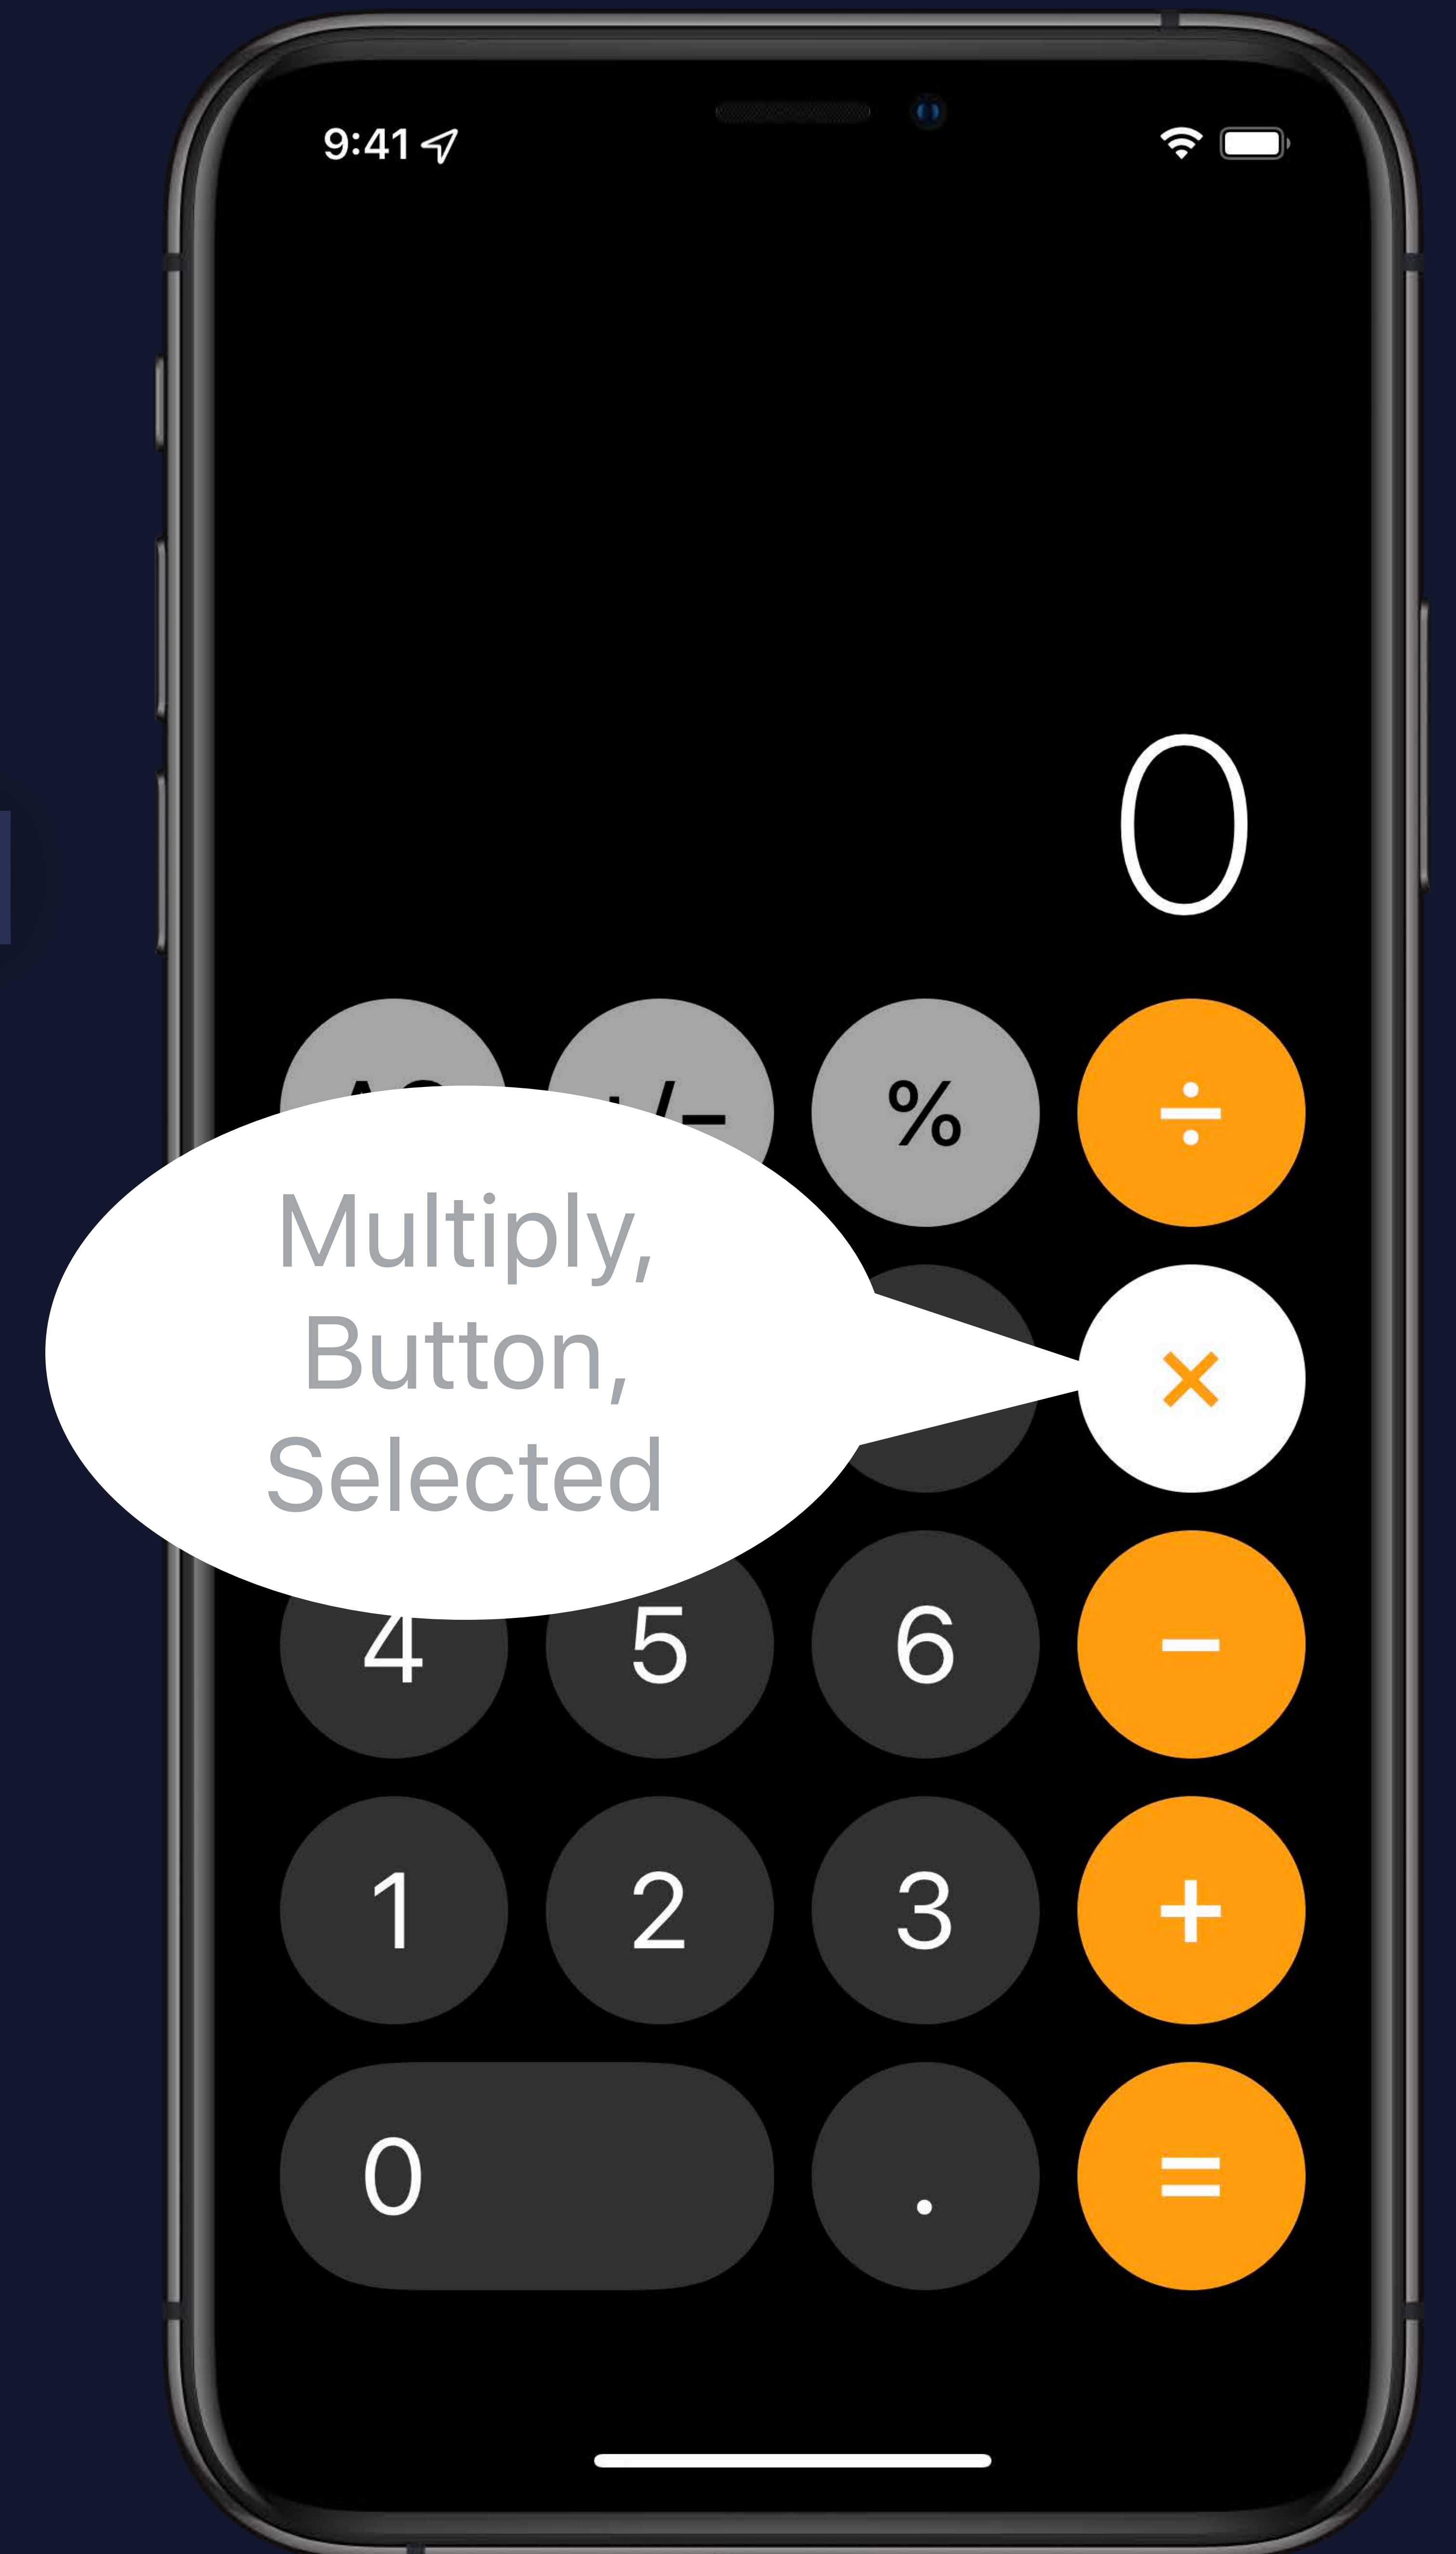 9:41
0
% ÷
Multiply,
Button,
Selected
×
4 5 6 −
1 2 3 +
0 . =